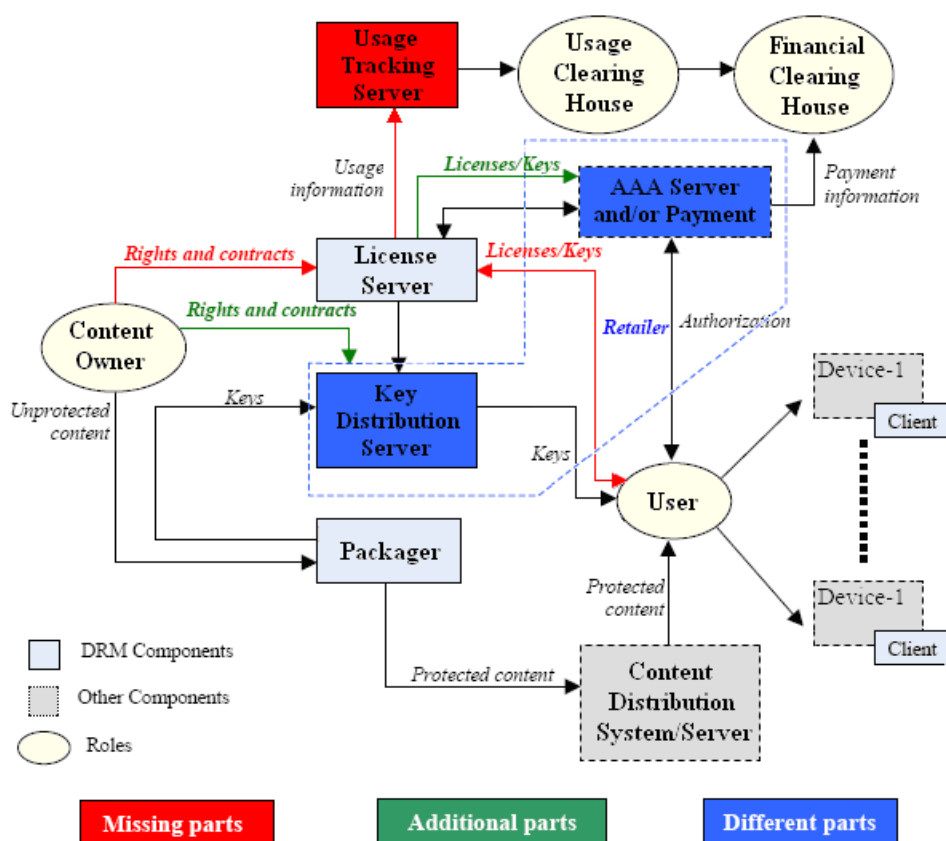 Usage
Tracking
Server
Usage
Clearing
House
Financial
Clearing
House
Usage
information
Licenses/Keys
AAA Server
and/or Payment
Payment
information
Rights and contracts
License
Server
Licenses/Keys
Rights and contracts
Content
Owner
Retailer
Authorization
Unprotected
content
Keys
Key
Distribution
Server
Keys
Device-1
Client
User
Packager
Protected
content
Device-1
Client
DRM Components
Protected content
Content
Distribution
System/Server
Other Components
Roles
Missing parts
Additional parts
Different parts